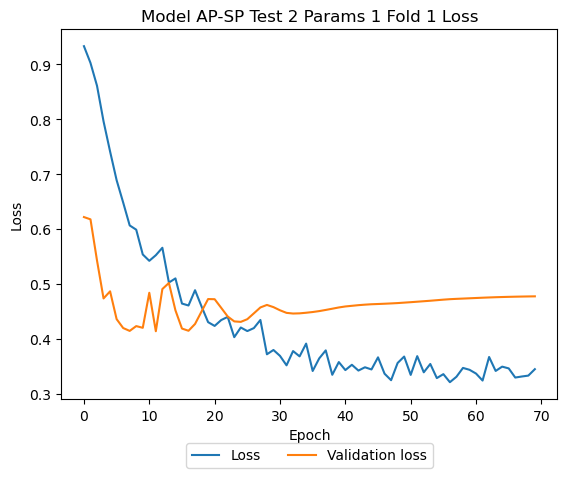 Model AP-SP Test 2 Params 1 Fold 1 Loss
0.9
0.8
0.7
0.6
0.5
0.4
0.3
Loss
0 10 20 30 40 50 60 70
Epoch
Loss Validation loss